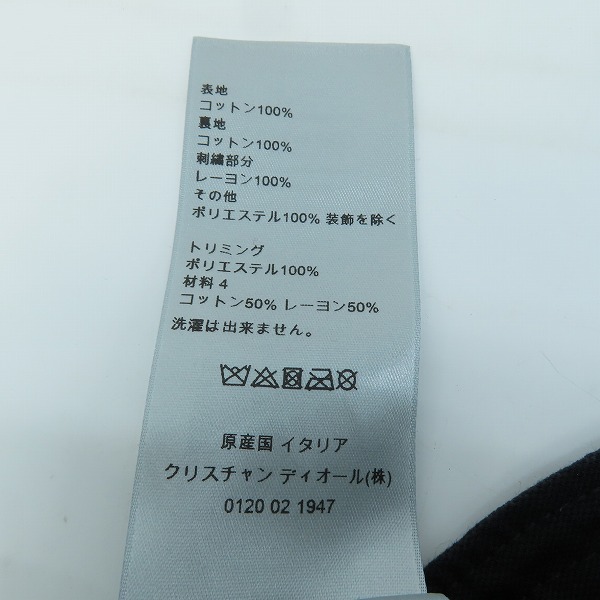 表地
コットン100%
裏地
コットン100%
刺繍部分
レーヨン100%
その他
ポリエステル100% 装飾を除く
トリミング
ポリエステル100%
材料 4
コットン50% レーヨン50%
洗濯は出来ません。
原産国 イタリア
クリスチャン ディオール(株)
0120 02 1947